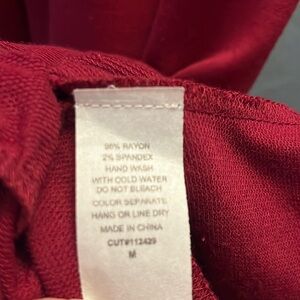 98% RAYON
2% SPANDEX
HAND WASH
WITH COLD WATER
DO NOT BLEACH
COLOR SEPARATE
HANG OR LINE DRY
MADE IN CHINA
CUT#112429
M